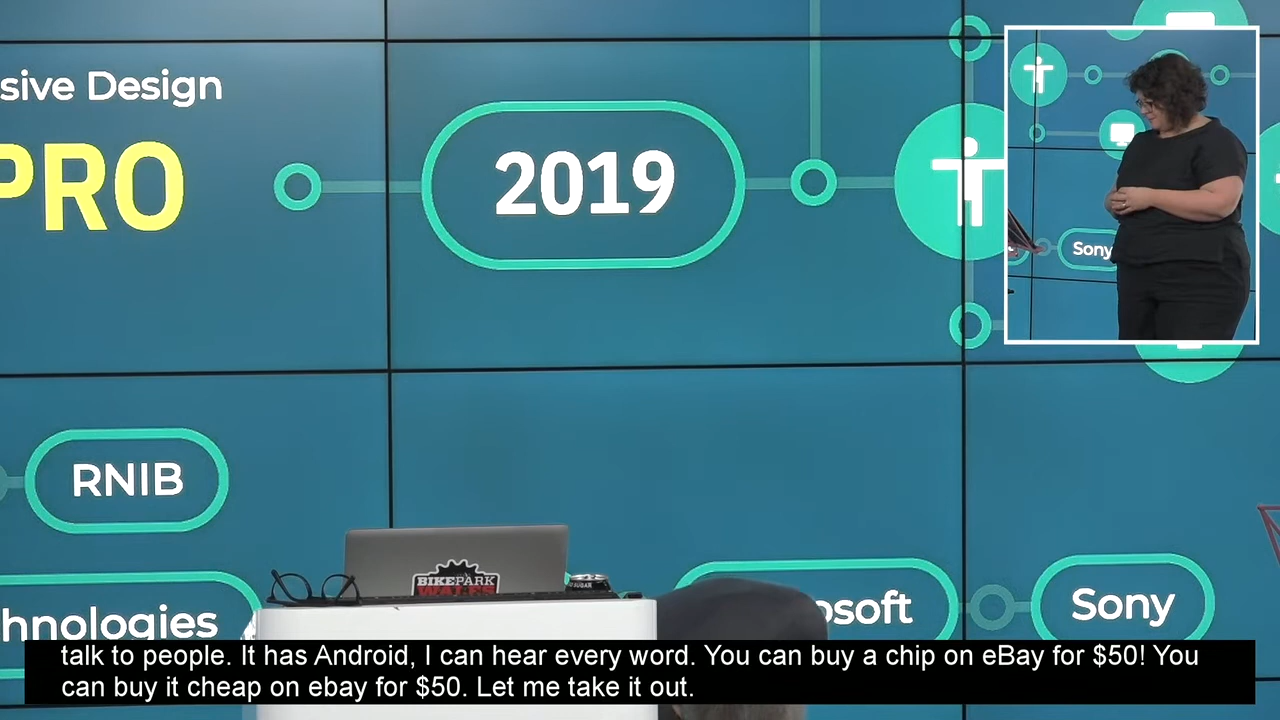 sive Design
PRO
2019
Sony
RNIB
BIKEPARK
WALES
SUGAR
hnologies
osoft
Sony
talk to people. It has Android, I can hear every word. You can buy a chip on eBay for $50! You
can buy it cheap on ebay for $50. Let me take it out.